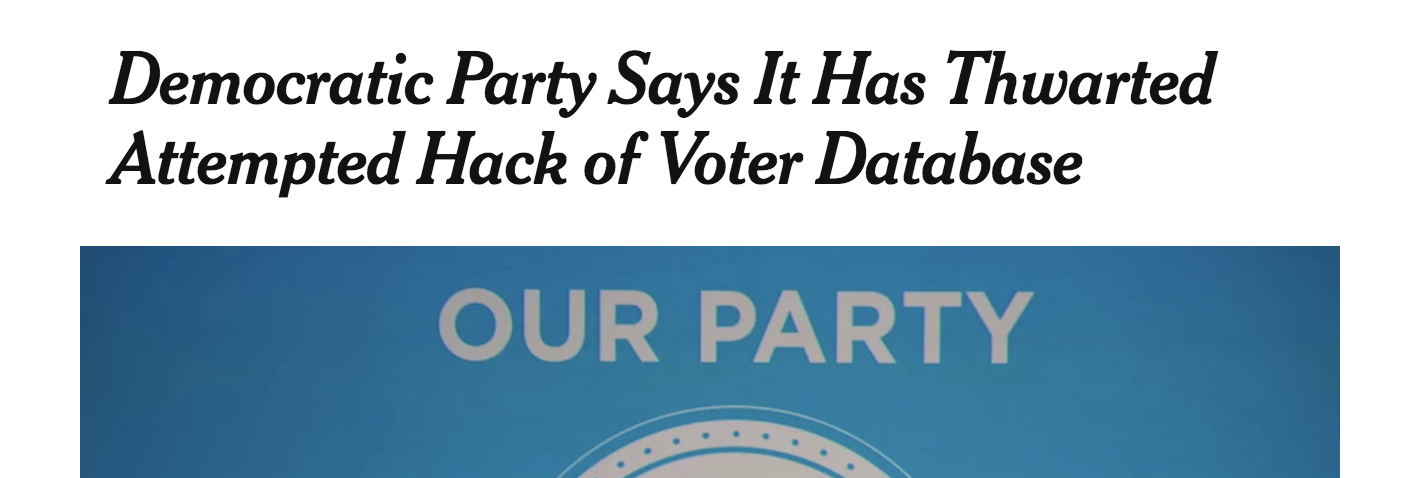 Democratic Party Says It Has Thwarted
Attempted Hack of Voter Database
OUR PARTY